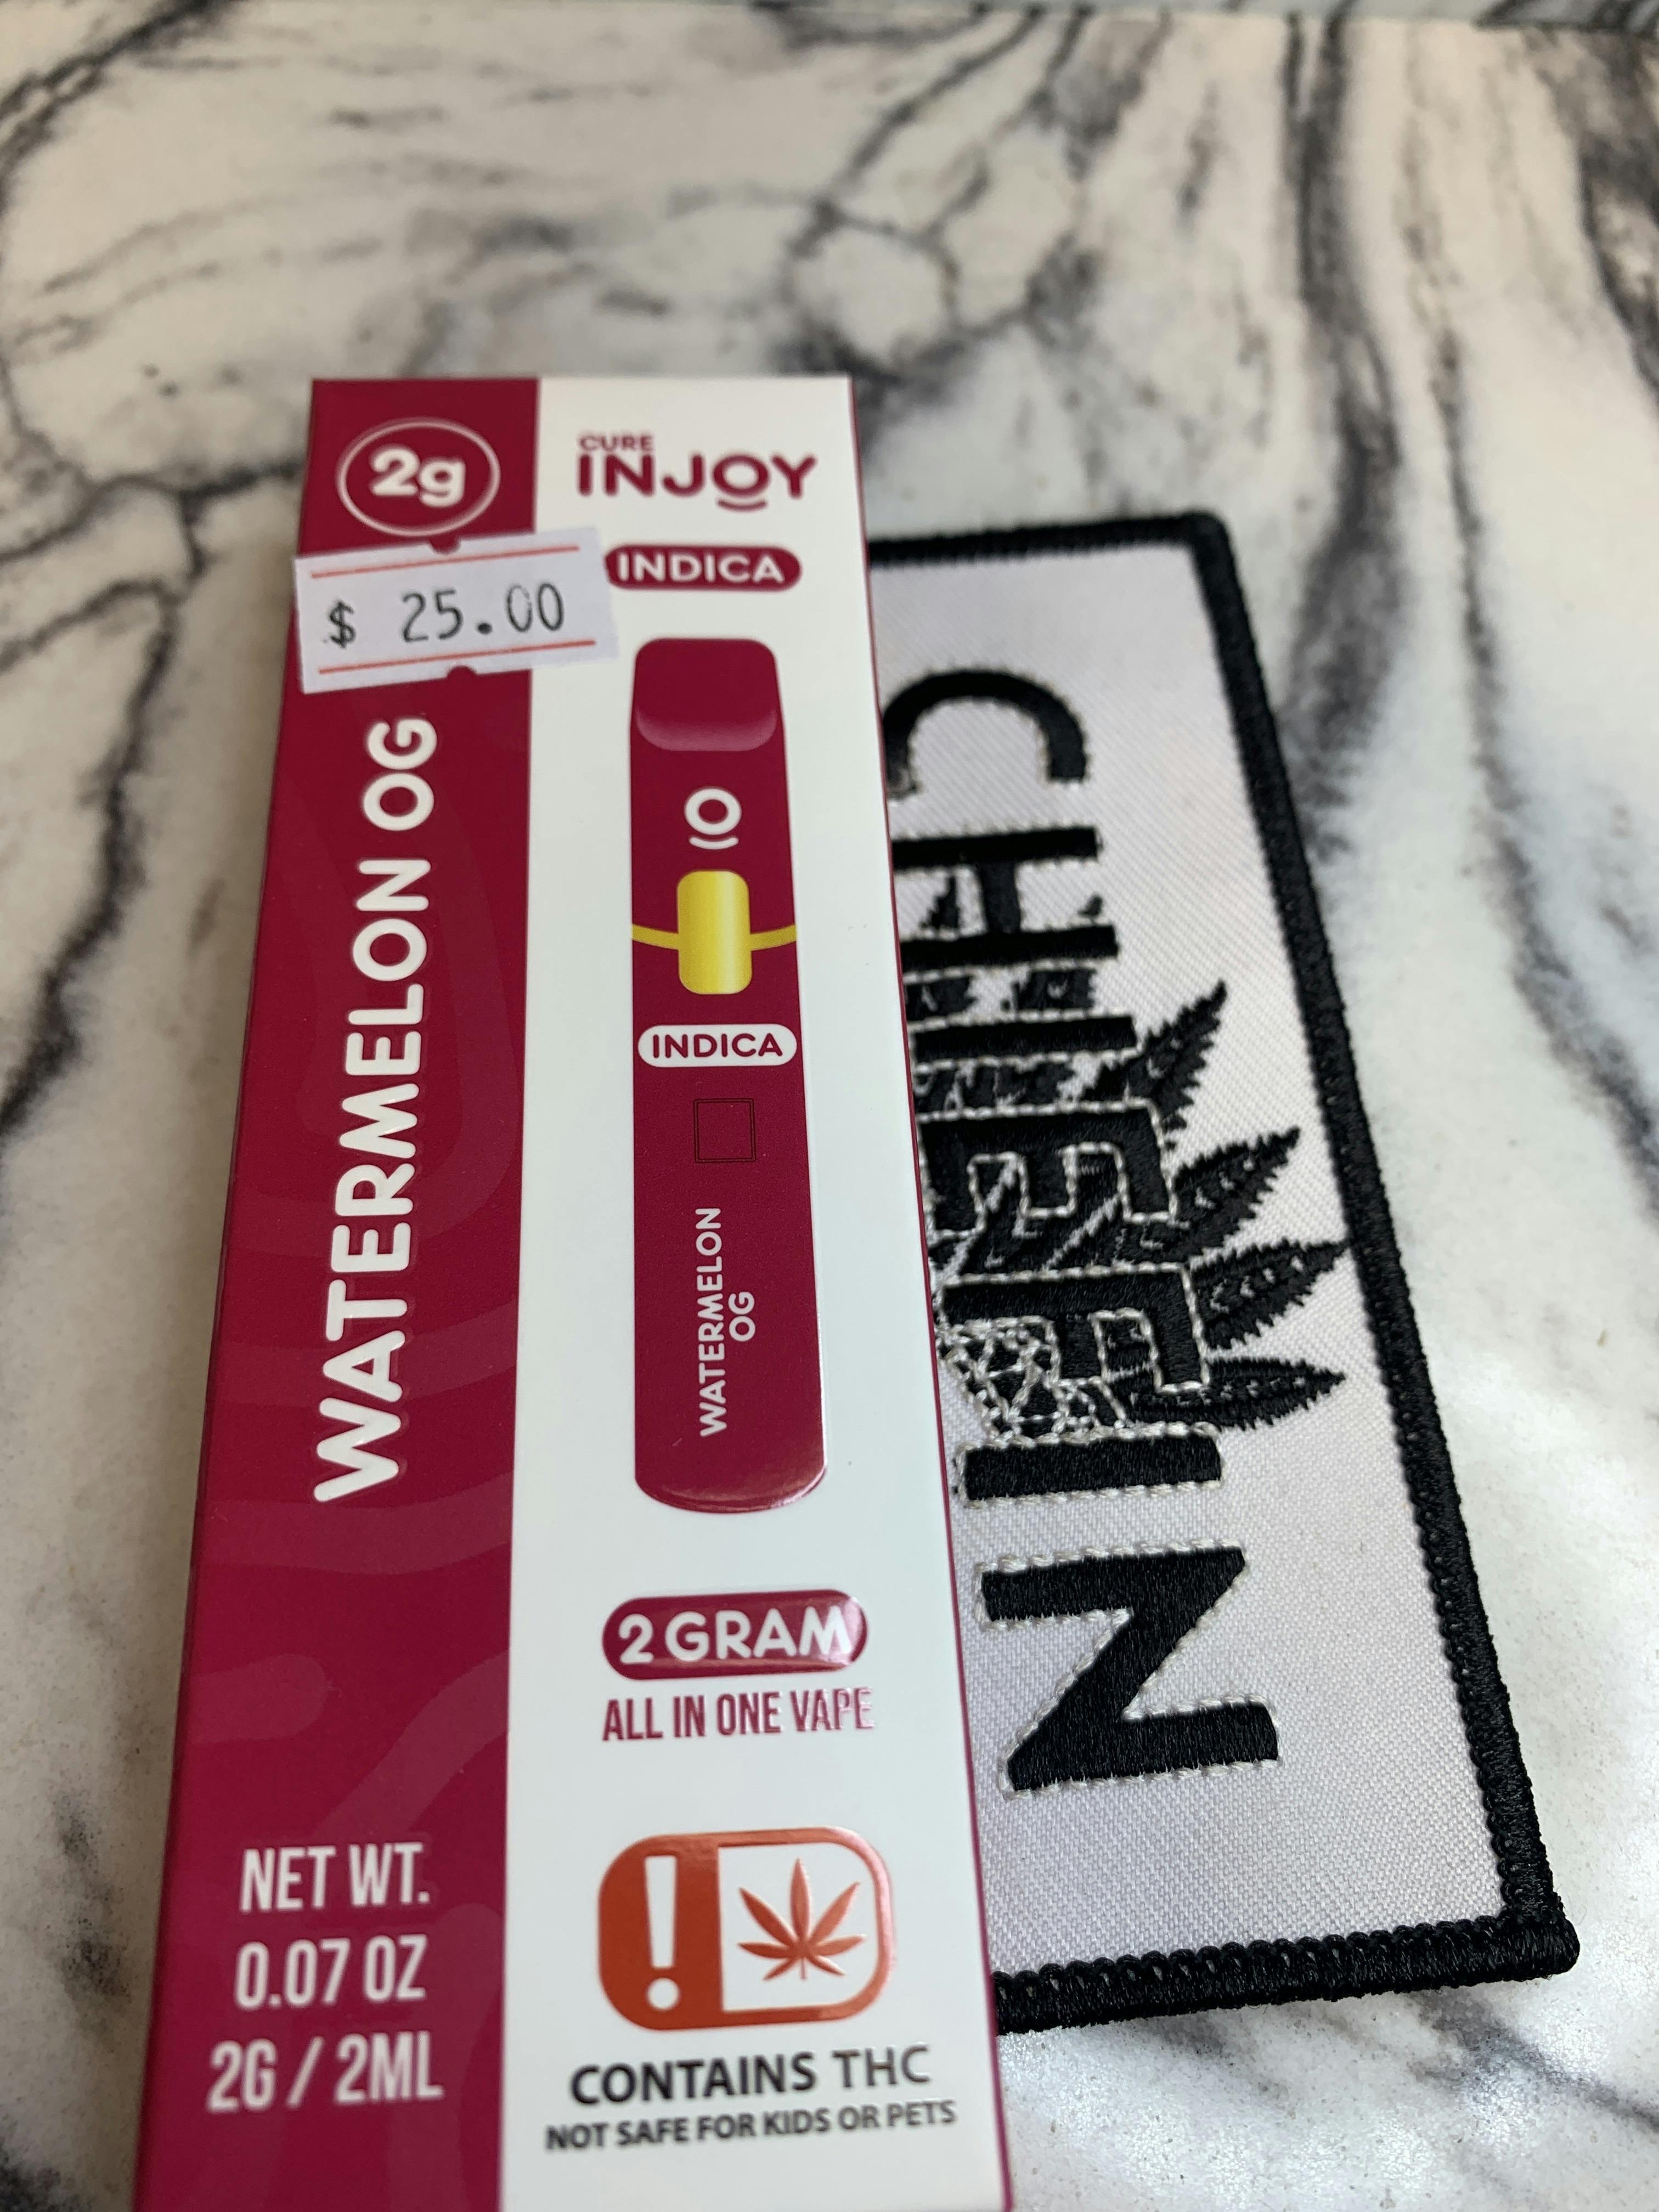 2g
$ 25.00
WATERMELON OG
NET WT.
0.07 OZ
2G / 2ML
CURE
INJOY
INDICA
INDICA
WATERMELON
OG
2 GRAM
ALL IN ONE VAPE
!
CONTAINS THC
NOT SAFE FOR KIDS OR PETS
CHIEFIN